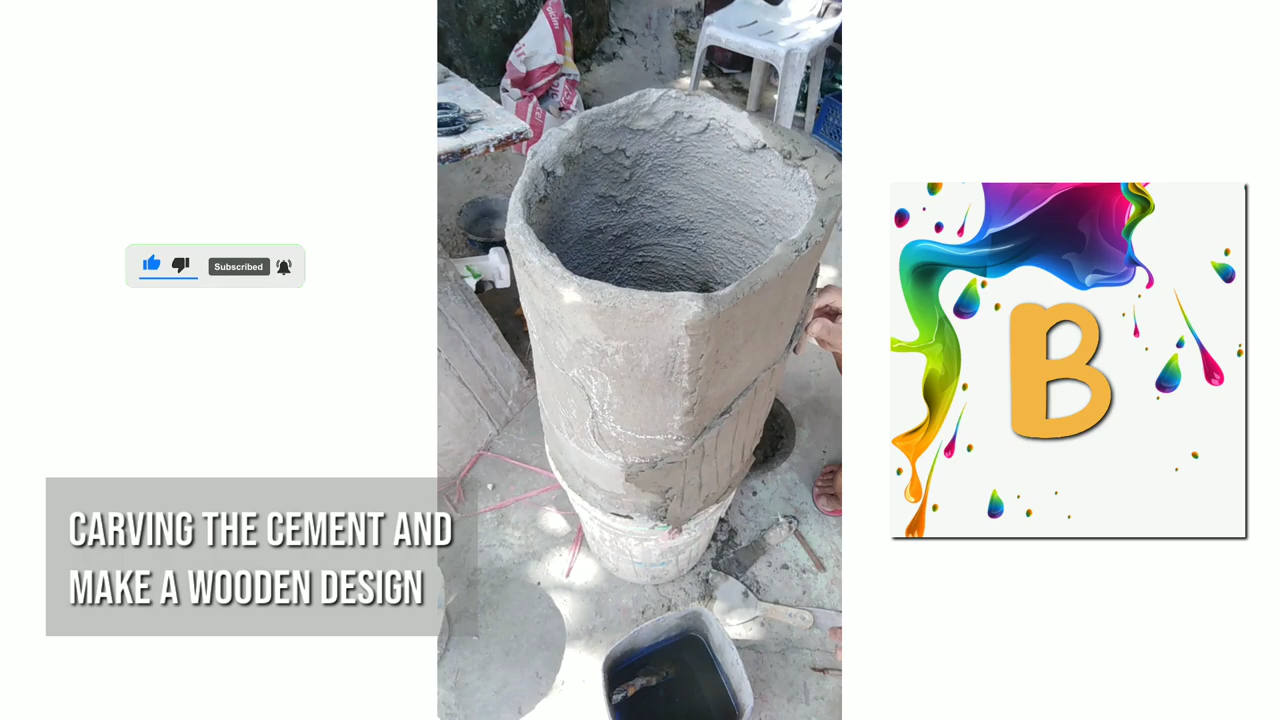 Subscribed
CARVING THE CEMENT AND
MAKE A WOODEN DESIGN
B